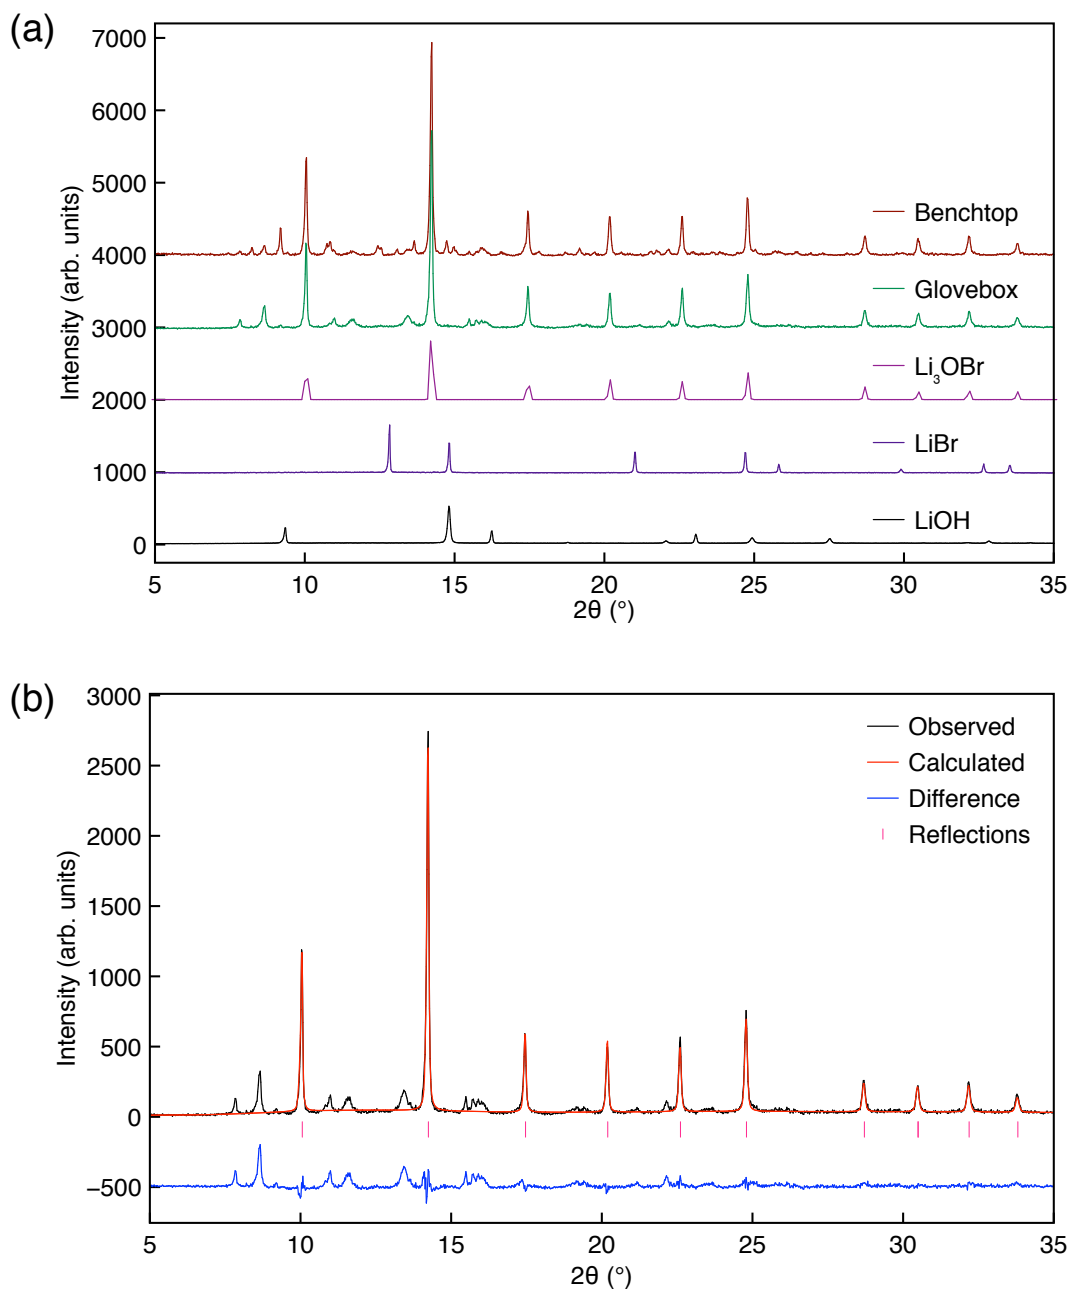 (a)
7000
6000
5000
4000
3000
2000
1000
0
Intensity (arb. units)
Benchtop
Glovebox
Li₃OBr
LiBr
LiOH
5 10 15 20 25 30 35
2θ (°)
(b)
3000
2500
2000
1500
1000
500
0
−500
Intensity (arb. units)
Observed
Calculated
Difference
Reflections
5 10 15 20 25 30 35
2θ (°)